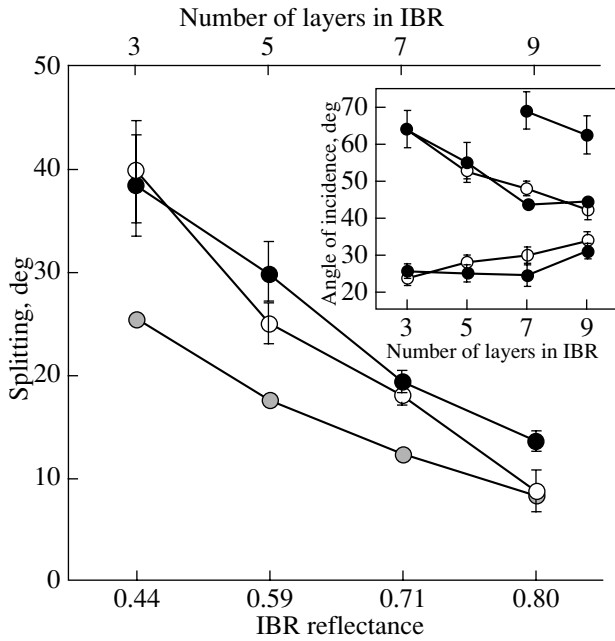 Number of layers in IBR
3 5 7 9
50
40
30
20
10
0
Splitting, deg
0.44 0.59 0.71 0.80
IBR reflectance
Angle of incidence, deg
70
60
50
40
30
20
3 5 7 9
Number of layers in IBR